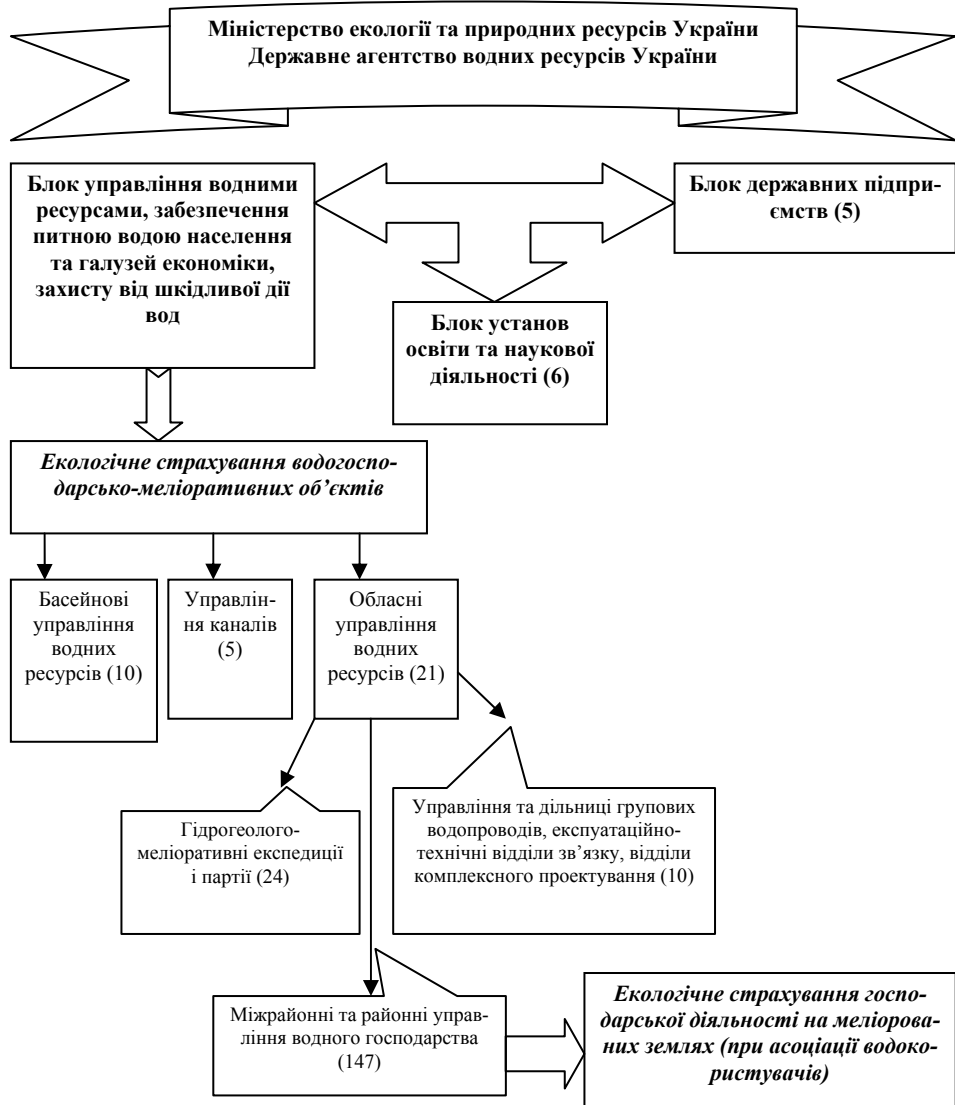 Міністерство екології та природних ресурсів України
Державне агентство водних ресурсів України
Блок управління водними
ресурсами, забезпечення
питною водою населення
та галузей економіки,
захисту від шкідливої дії
вод
Блок державних підпри-
ємств (5)
Блок установ
освіти та наукової
діяльності (6)
Екологічне страхування водогоспо-
дарсько-меліоративних об’єктів
Басейнові
управління
водних
ресурсів (10)
Управлін-
ня каналів
(5)
Обласні
управління
водних
ресурсів (21)
Гідрогеолого-
меліоративні експедиції
і партії (24)
Управління та дільниці групових
водопроводів, експуатаційно-
технічні відділи зв’язку, відділи
комплексного проектування (10)
Міжрайонні та районні управ-
ління водного господарства
(147)
Екологічне страхування госпо-
дарської діяльності на меліорова-
них землях (при асоціації водоко-
ристувачів)